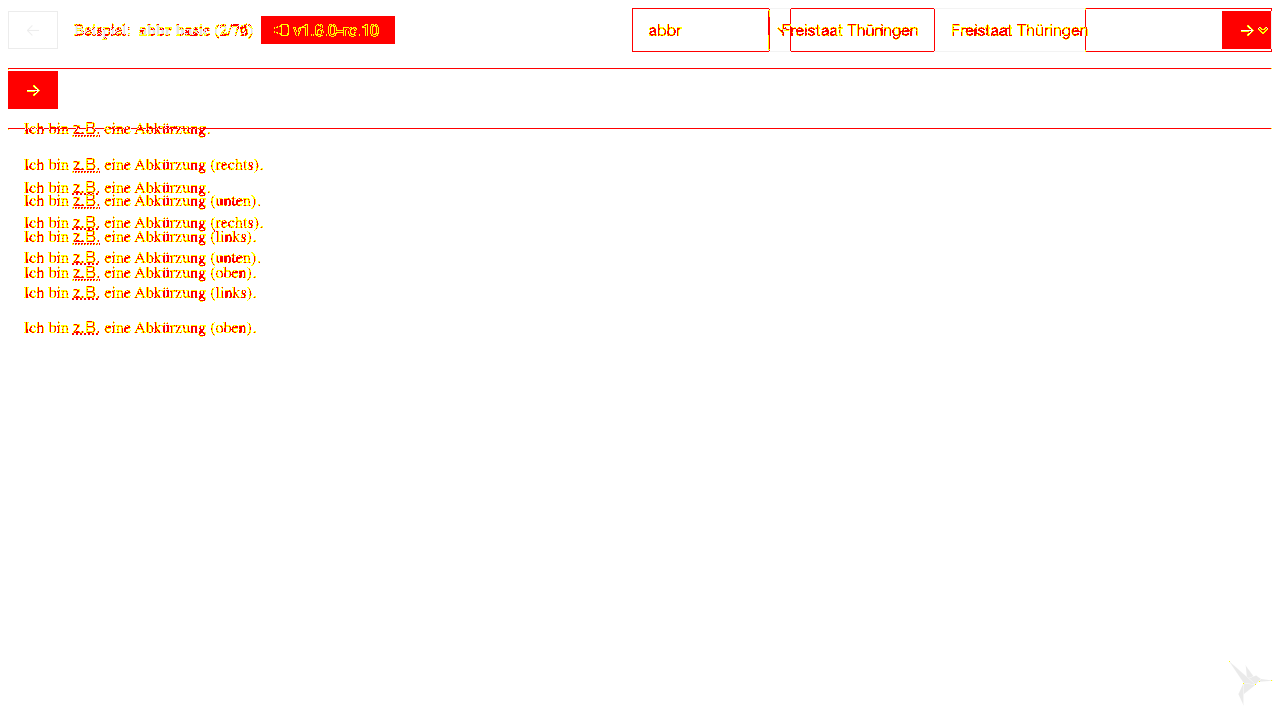 Beispiel: abbr basic (2/7) v1.6.0-rc.10 abbr Freistaat Thüringen Freistaat Thüringen
Ich bin z.B. eine Abkürzung.
Ich bin z.B. eine Abkürzung (rechts).
Ich bin z.B. eine Abkürzung.
Ich bin z.B. eine Abkürzung (unten).
Ich bin z.B. eine Abkürzung (rechts).
Ich bin z.B. eine Abkürzung (links).
Ich bin z.B. eine Abkürzung (unten).
Ich bin z.B. eine Abkürzung (oben).
Ich bin z.B. eine Abkürzung (links).
Ich bin z.B. eine Abkürzung (oben).